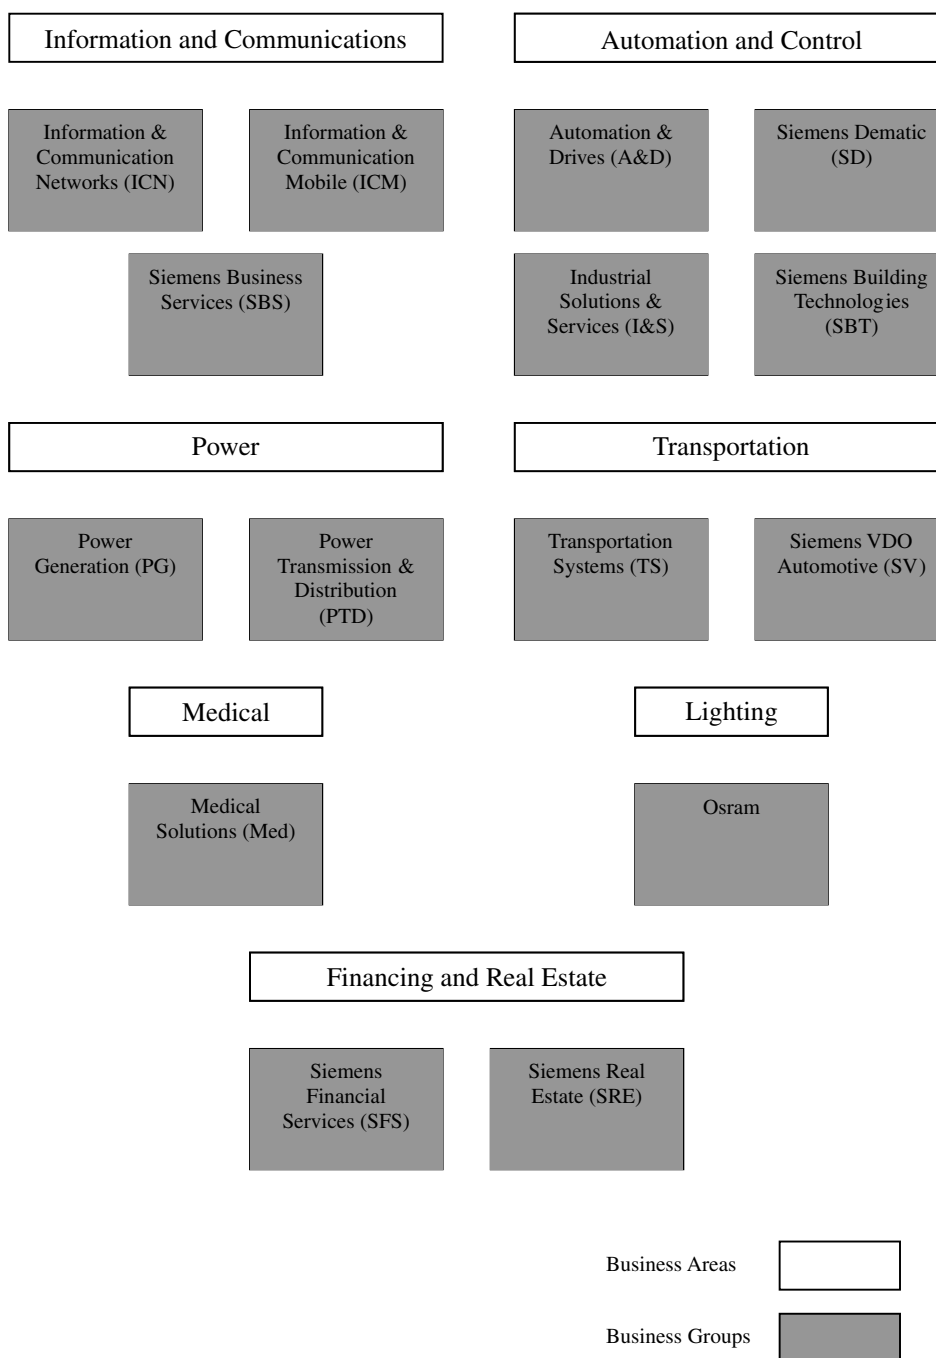 Information and Communications
Automation and Control
Information &
Communication
Networks (ICN)
Information &
Communication
Mobile (ICM)
Automation &
Drives (A&D)
Siemens Dematic
(SD)
Siemens Business
Services (SBS)
Industrial
Solutions &
Services (I&S)
Siemens Building
Technologies
(SBT)
Power
Transportation
Power
Generation (PG)
Power
Transmission &
Distribution
(PTD)
Transportation
Systems (TS)
Siemens VDO
Automotive (SV)
Medical
Lighting
Medical
Solutions (Med)
Osram
Financing and Real Estate
Siemens
Financial
Services (SFS)
Siemens Real
Estate (SRE)
Business Areas
Business Groups